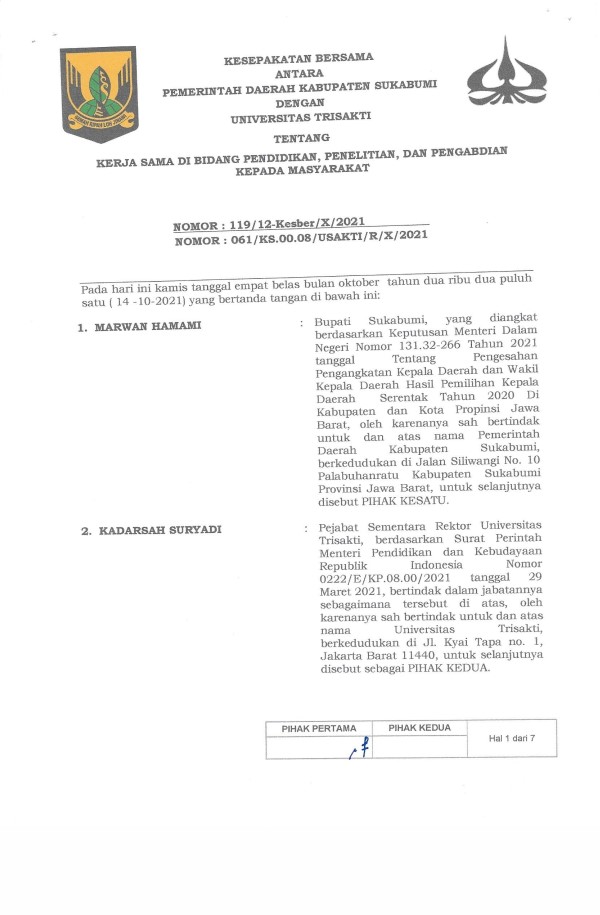 KESEPAKATAN BERSAMA
ANTARA
PEMERINTAH DAERAH KABUPATEN SUKABUMI
DENGAN
UNIVERSITAS TRISAKTI
TENTANG
KERJA SAMA DI BIDANG PENDIDIKAN, PENELITIAN, DAN PENGABDIAN
KEPADA MASYARAKAT
NOMOR : 119/12-Kesber/X/2021
NOMOR : 061/KS.00.08/USAKTI/R/X/2021
Pada hari ini kamis tanggal empat belas bulan oktober tahun dua ribu dua puluh
satu ( 14 -10-2021) yang bertanda tangan di bawah ini:
1. MARWAN HAMAMI : Bupati Sukabumi, yang diangkat
berdasarkan Keputusan Menteri Dalam
Negeri Nomor 131.32-266 Tahun 2021
tanggal Tentang Pengesahan
Pengangkatan Kepala Daerah dan Wakil
Kepala Daerah Hasil Pemilihan Kepala
Daerah Serentak Tahun 2020 Di
Kabupaten dan Kota Propinsi Jawa
Barat, oleh karenanya sah bertindak
untuk dan atas nama Pemerintah
Daerah Kabupaten Sukabumi,
berkedudukan di Jalan Siliwangi No. 10
Palabuhanratu Kabupaten Sukabumi
Provinsi Jawa Barat, untuk selanjutnya
disebut PIHAK KESATU.
2. KADARSAH SURYADI : Pejabat Sementara Rektor Universitas
Trisakti, berdasarkan Surat Perintah
Menteri Pendidikan dan Kebudayaan
Republik Indonesia Nomor
0222/E/KP.08.00/2021 tanggal 29
Maret 2021, bertindak dalam jabatannya
sebagaimana tersebut di atas, oleh
karenanya sah bertindak untuk dan atas
nama Universitas Trisakti,
berkedudukan di Jl. Kyai Tapa no. 1,
Jakarta Barat 11440, untuk selanjutnya
disebut sebagai PIHAK KEDUA.
PIHAK PERTAMA PIHAK KEDUA
Hal 1 dari 7